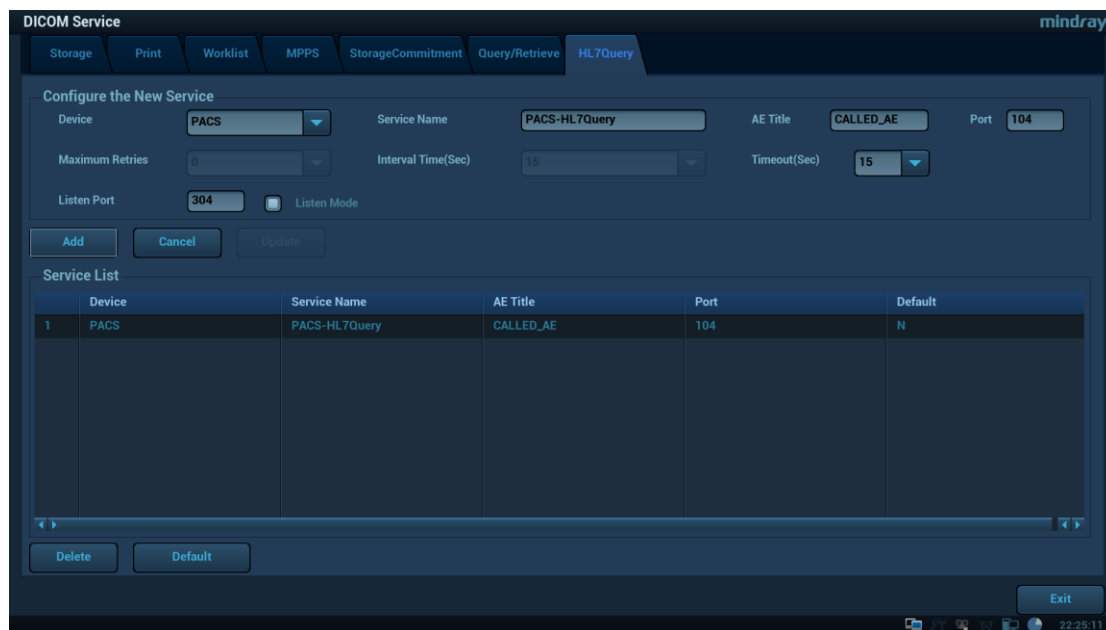 DICOM Service mindray
Storage Print Worklist MPPS StorageCommitment Query/Retrieve HL7Query
Configure the New Service
Device PACS Service Name PACS-HL7Query AE Title CALLED_AE Port 104
Maximum Retries 0 Interval Time(Sec) 15 Timeout(Sec) 15
Listen Port 304 Listen Mode
Add Cancel Update
Service List
Device Service Name AE Title Port Default
1 PACS PACS-HL7Query CALLED_AE 104 N
Delete Default
Exit
22:25:11